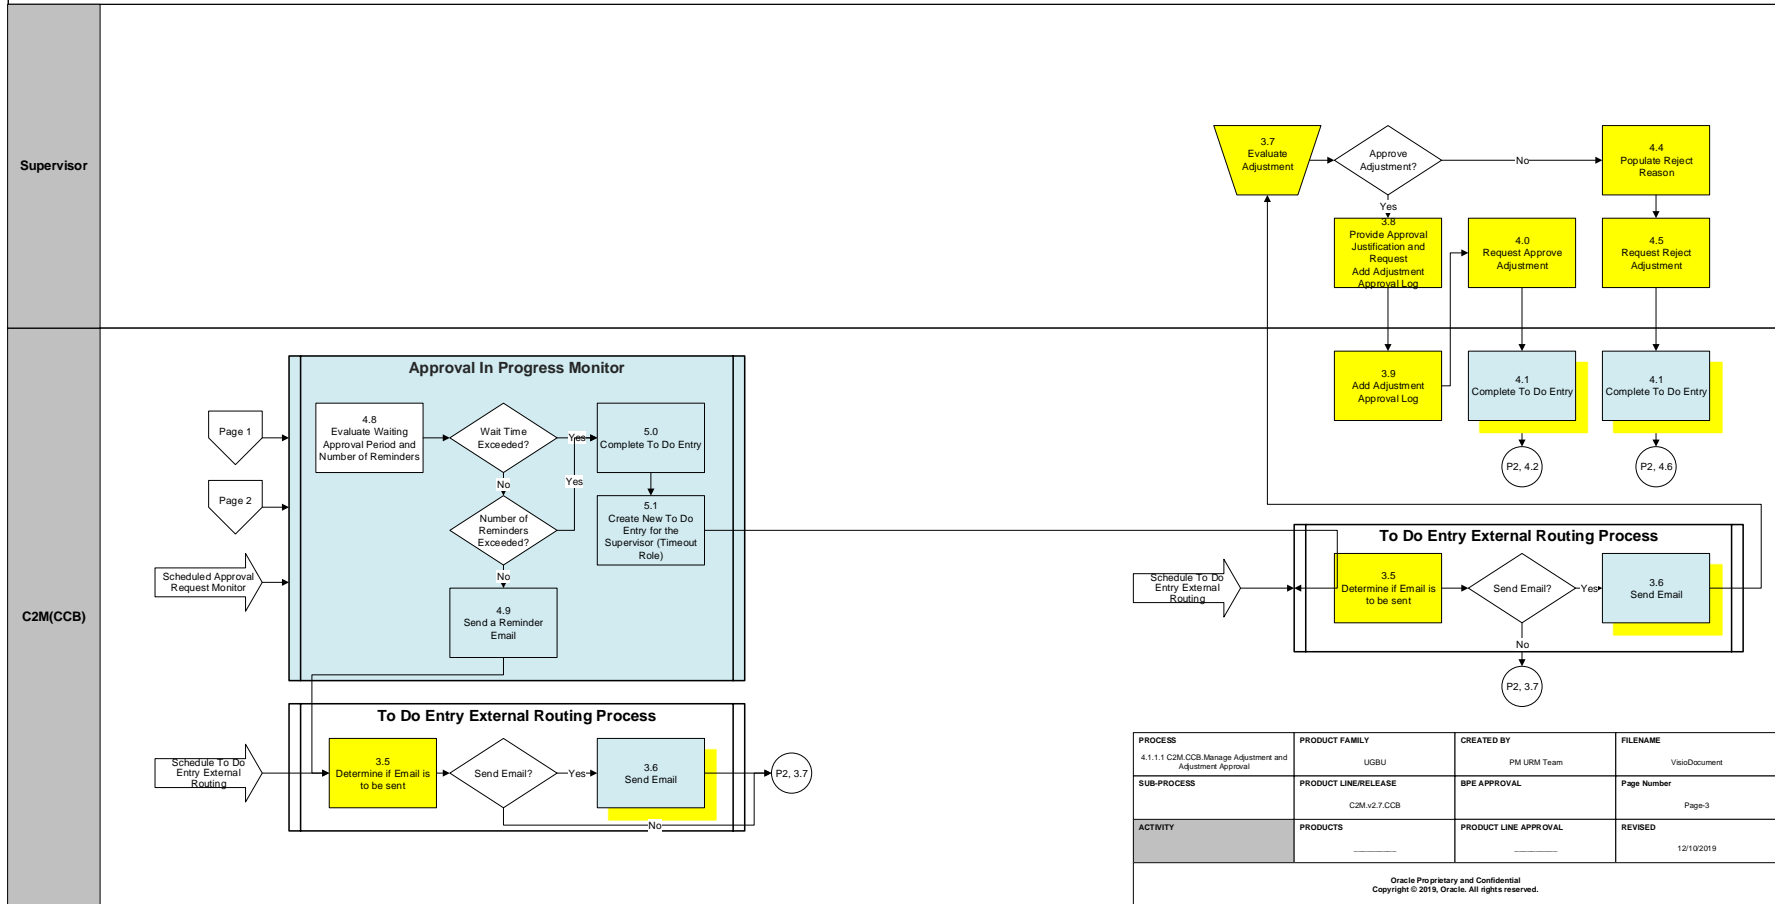 Supervisor
3.7
Evaluate
Adjustment
Approve
Adjustment?
No
4.4
Populate Reject
Reason
Yes
3.8
Provide Approval
Justification and
Request
Add Adjustment
Approval Log
4.0
Request Approve
Adjustment
4.5
Request Reject
Adjustment
C2M(CCB)
Approval In Progress Monitor
Page 1
Page 2
Scheduled Approval
Request Monitor
4.8
Evaluate Waiting
Approval Period and
Number of Reminders
Wait Time
Exceeded?
Yes
5.0
Complete To Do Entry
No
Yes
Number of
Reminders
Exceeded?
5.1
Create New To Do
Entry for the
Supervisor (Timeout
Role)
No
4.9
Send a Reminder
Email
3.9
Add Adjustment
Approval Log
4.1
Complete To Do Entry
4.1
Complete To Do Entry
P2, 4.2
P2, 4.6
To Do Entry External Routing Process
Schedule To Do
Entry External
Routing
3.5
Determine if Email is
to be sent
Send Email?
Yes
3.6
Send Email
No
P2, 3.7
To Do Entry External Routing Process
Schedule To Do
Entry External
Routing
3.5
Determine if Email is
to be sent
Send Email?
Yes
3.6
Send Email
No
P2, 3.7
PROCESS
4.1.1.1 C2M.CCB.Manage Adjustment and
Adjustment Approval
PRODUCT FAMILY
UGBU
CREATED BY
PM URM Team
FILENAME
VisioDocument
SUB-PROCESS
PRODUCT LINE/RELEASE
C2M.v2.7.CCB
BPE APPROVAL
Page Number
Page-3
ACTIVITY
PRODUCTS
PRODUCT LINE APPROVAL
REVISED
12/10/2019
Oracle Proprietary and Confidential
Copyright © 2019, Oracle. All rights reserved.